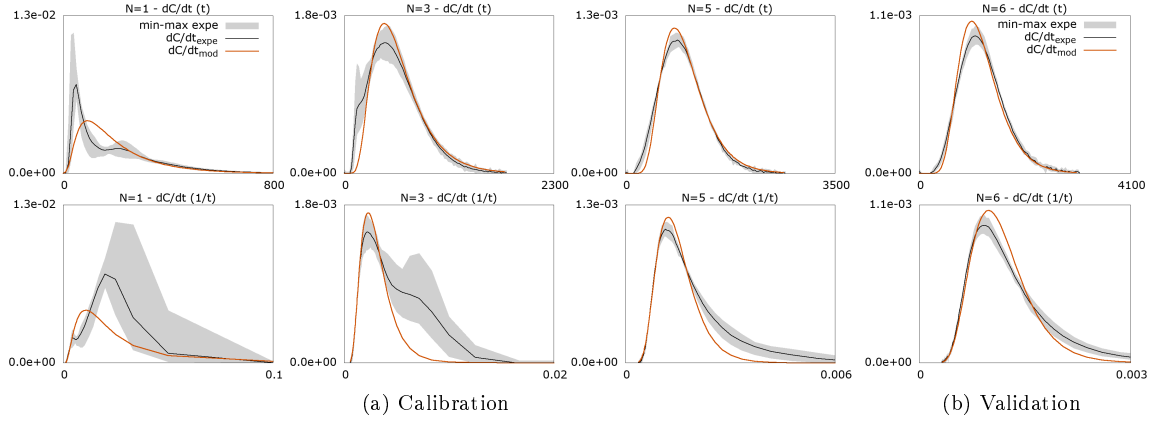 N=1 - dC/dt (t)
1.3e-02
min-max expe
dC/dt_expe
dC/dt_mod
0.0e+00
0
800
N=3 - dC/dt (t)
1.8e-03
0.0e+00
0
2300
N=5 - dC/dt (t)
1.3e-03
0.0e+00
0
3500
N=6 - dC/dt (t)
1.1e-03
min-max expe
dC/dt_expe
dC/dt_mod
0.0e+00
0
4100
N=1 - dC/dt (1/t)
1.3e-02
0.0e+00
0
0.1
N=3 - dC/dt (1/t)
1.8e-03
0.0e+00
0
0.02
N=5 - dC/dt (1/t)
1.3e-03
0.0e+00
0
0.006
N=6 - dC/dt (1/t)
1.1e-03
0.0e+00
0
0.003
(a) Calibration
(b) Validation